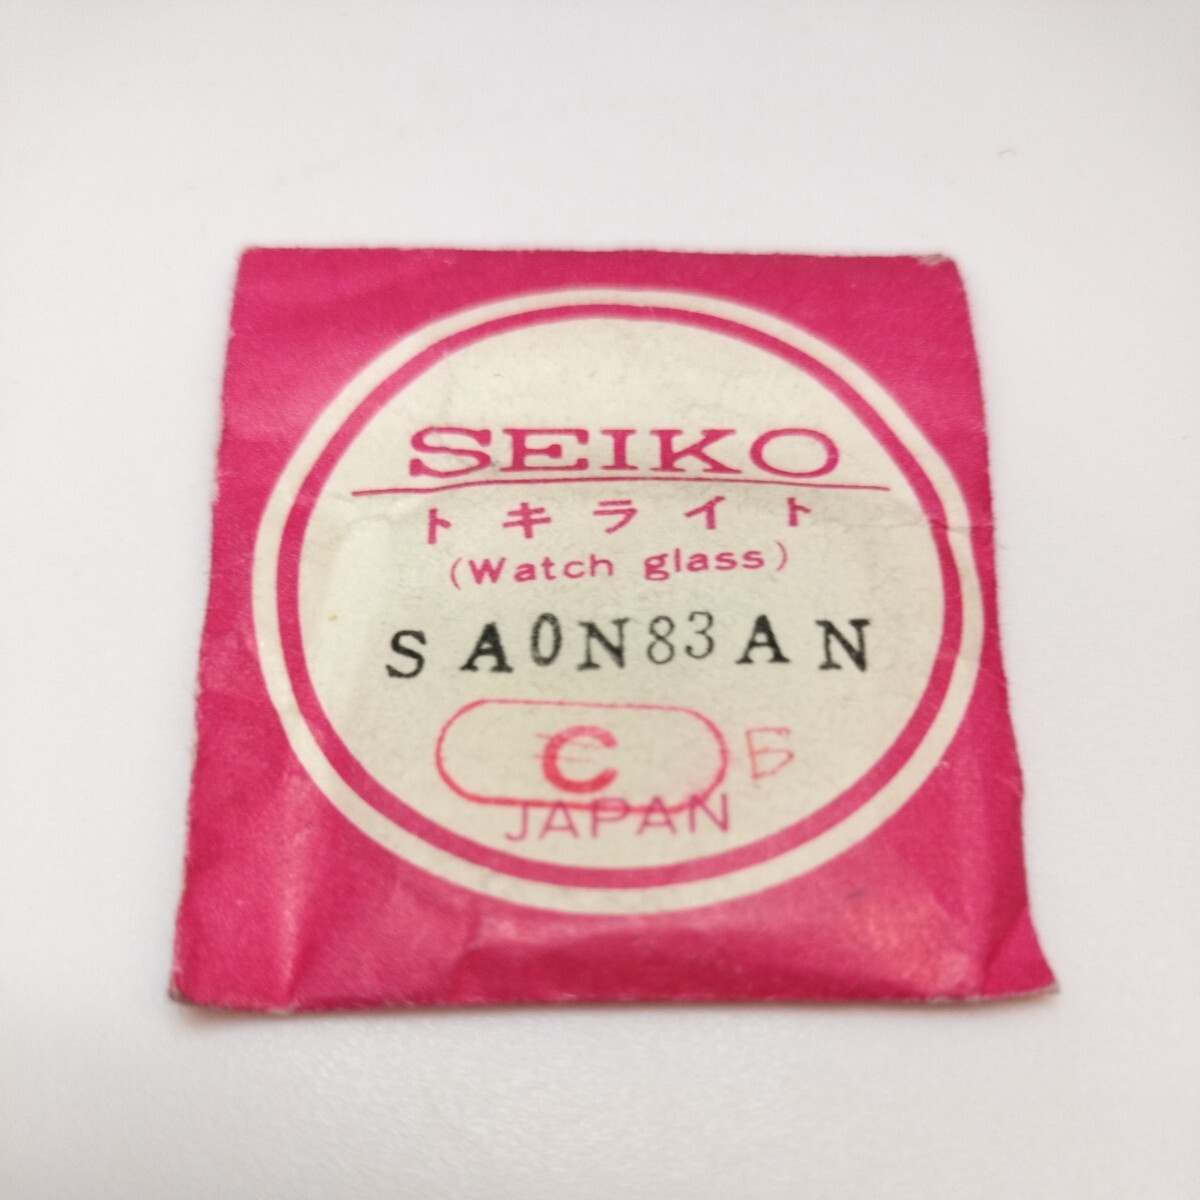 SEIKO
トキライト
(Watch glass)
SA0N83AN
C
JAPAN